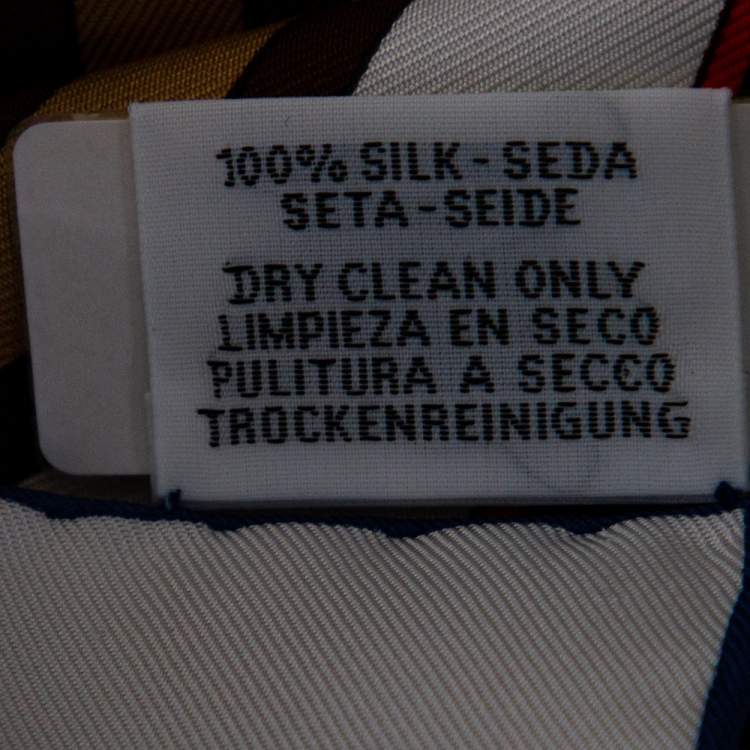 100% SILK - SEDA
SETA - SEIDE
DRY CLEAN ONLY
LIMPIEZA EN SECO
PULITURA A SECCO
TROCKENREINIGUNG